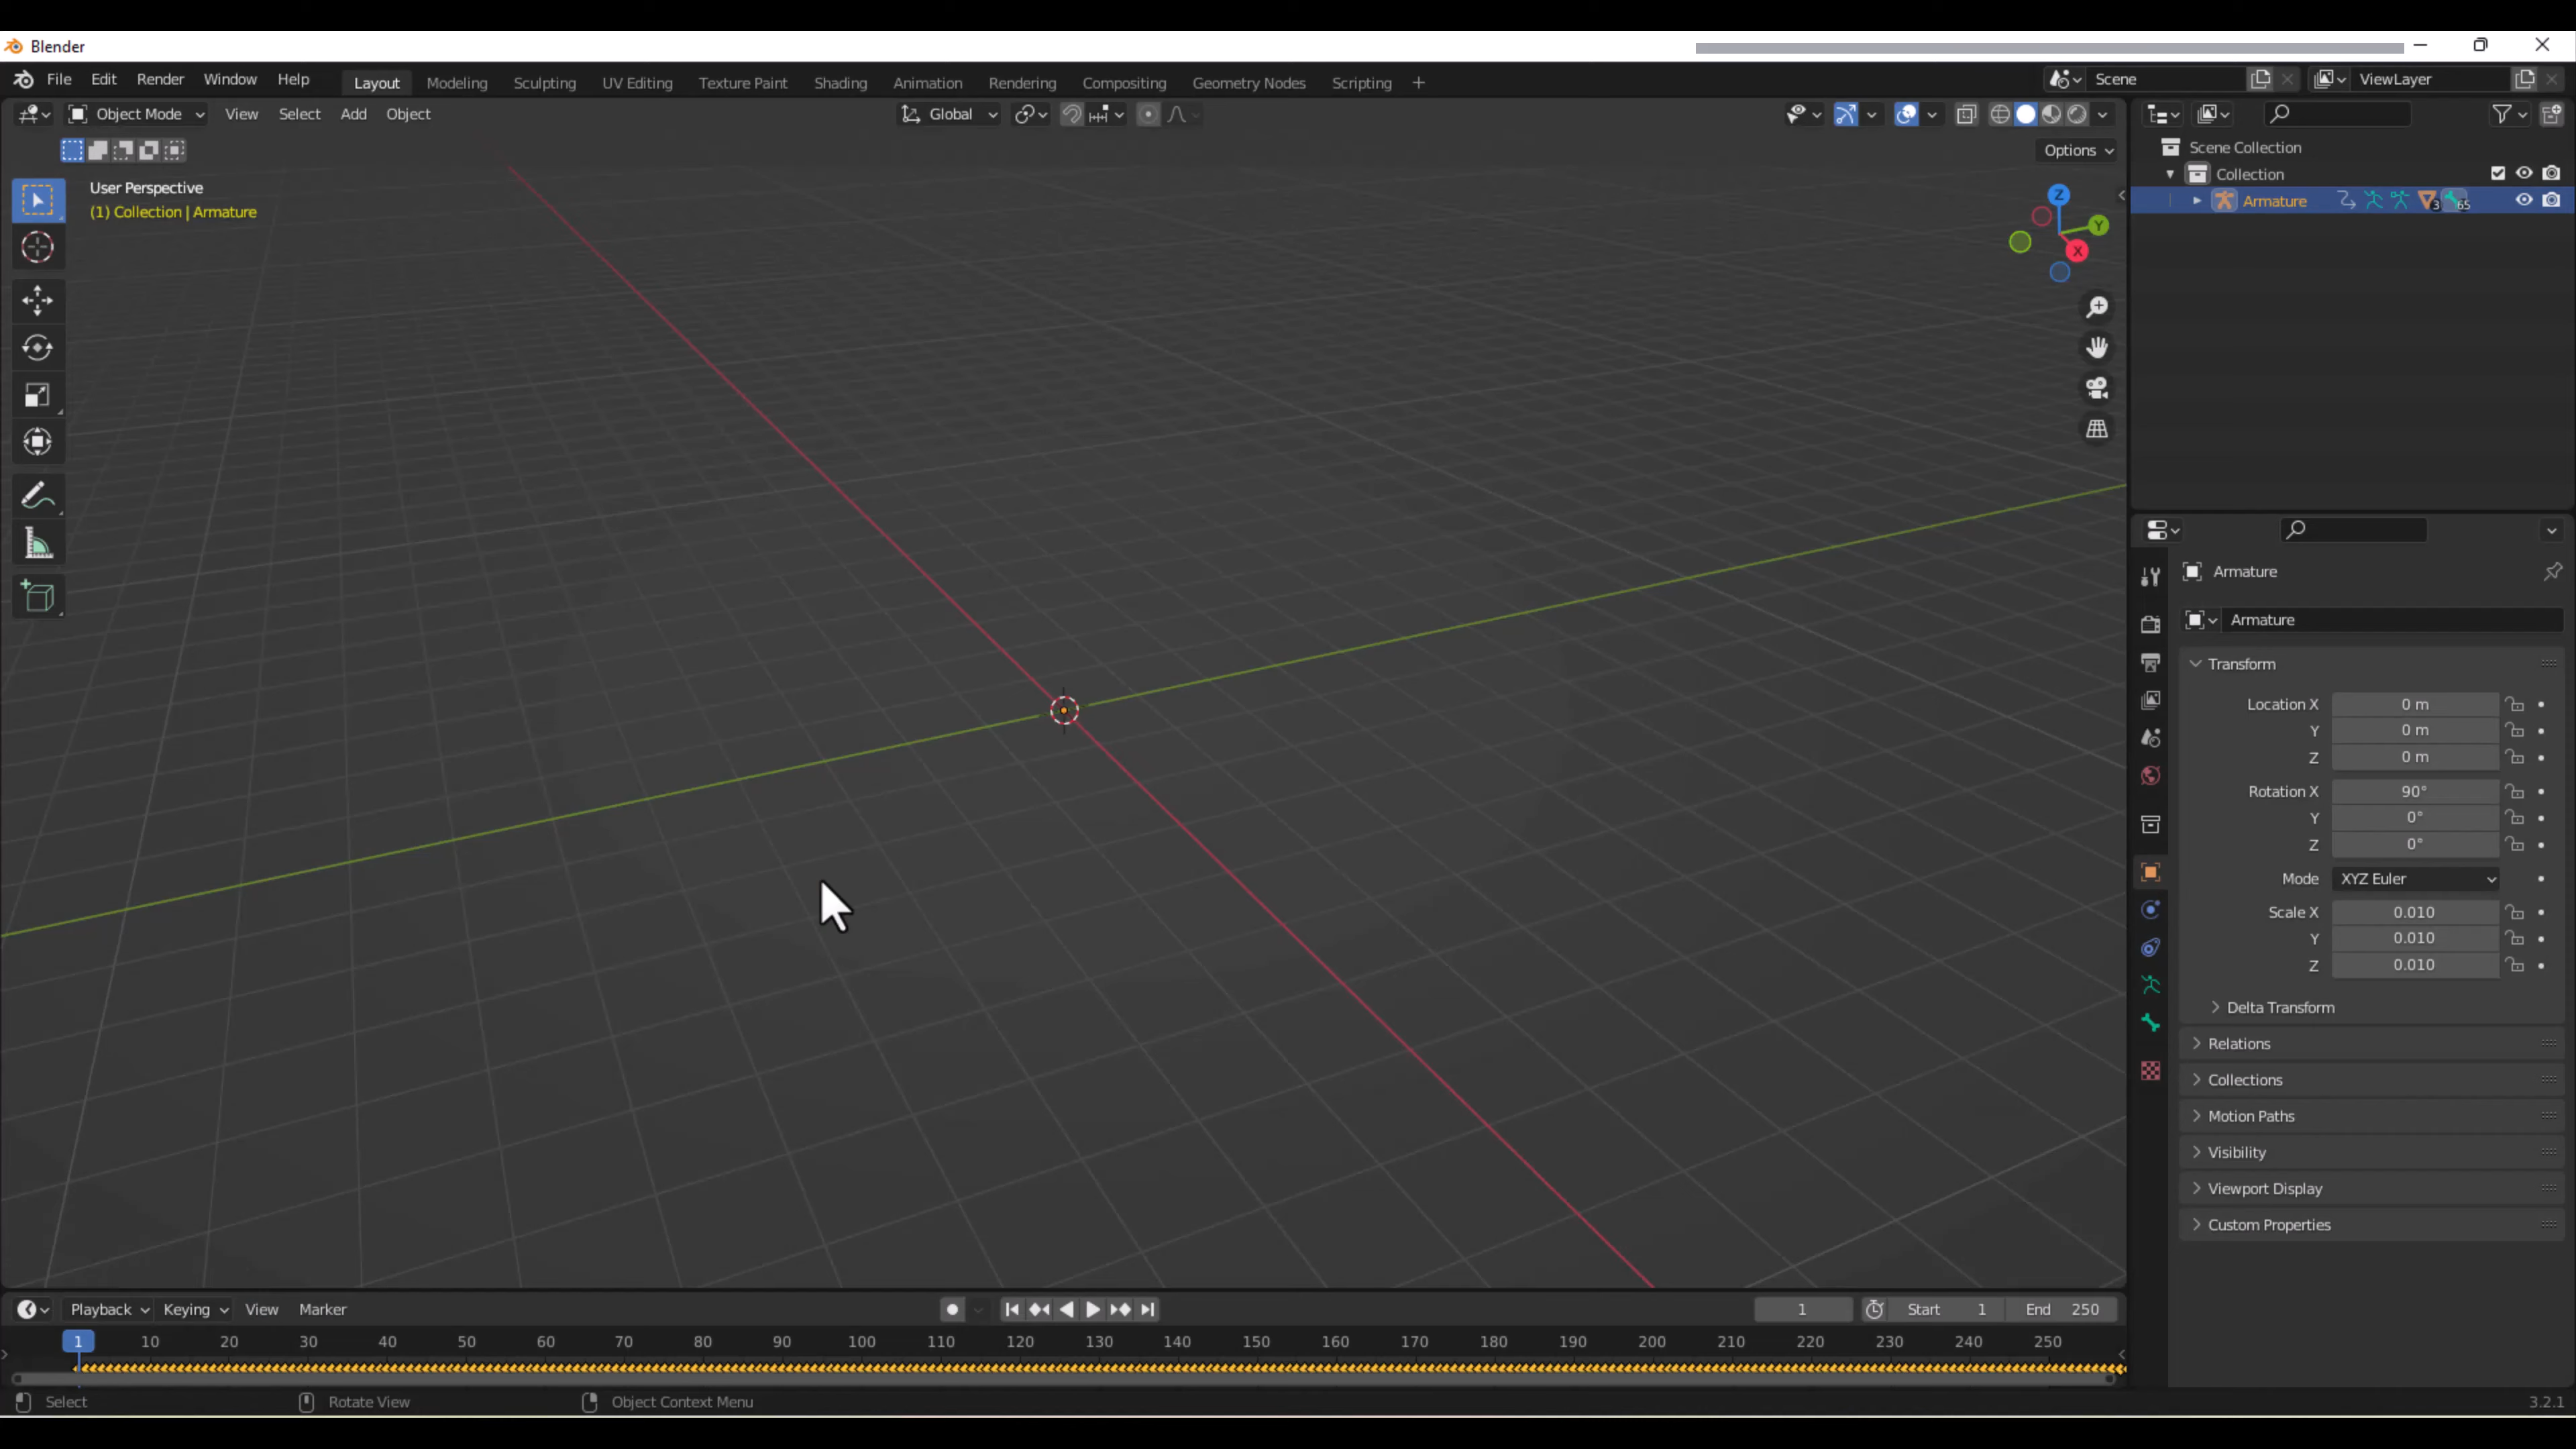 Blender
File Edit Render Window Help Layout Modeling Sculpting UV Editing Texture Paint Shading Animation Rendering Compositing Geometry Nodes Scripting + Scene ViewLayer
Object Mode View Select Add Object Global
Options
User Perspective
(1) Collection | Armature
Z
Y
X
Scene Collection
Collection
Armature 3 65
Armature
Armature
Transform
Location X 0 m
Y 0 m
Z 0 m
Rotation X 90°
Y 0°
Z 0°
Mode XYZ Euler
Scale X 0.010
Y 0.010
Z 0.010
Delta Transform
Relations
Collections
Motion Paths
Visibility
Viewport Display
Custom Properties
Playback Keying View Marker 1 Start 1 End 250
1 10 20 30 40 50 60 70 80 90 100 110 120 130 140 150 160 170 180 190 200 210 220 230 240 250
Select Rotate View Object Context Menu 3.2.1